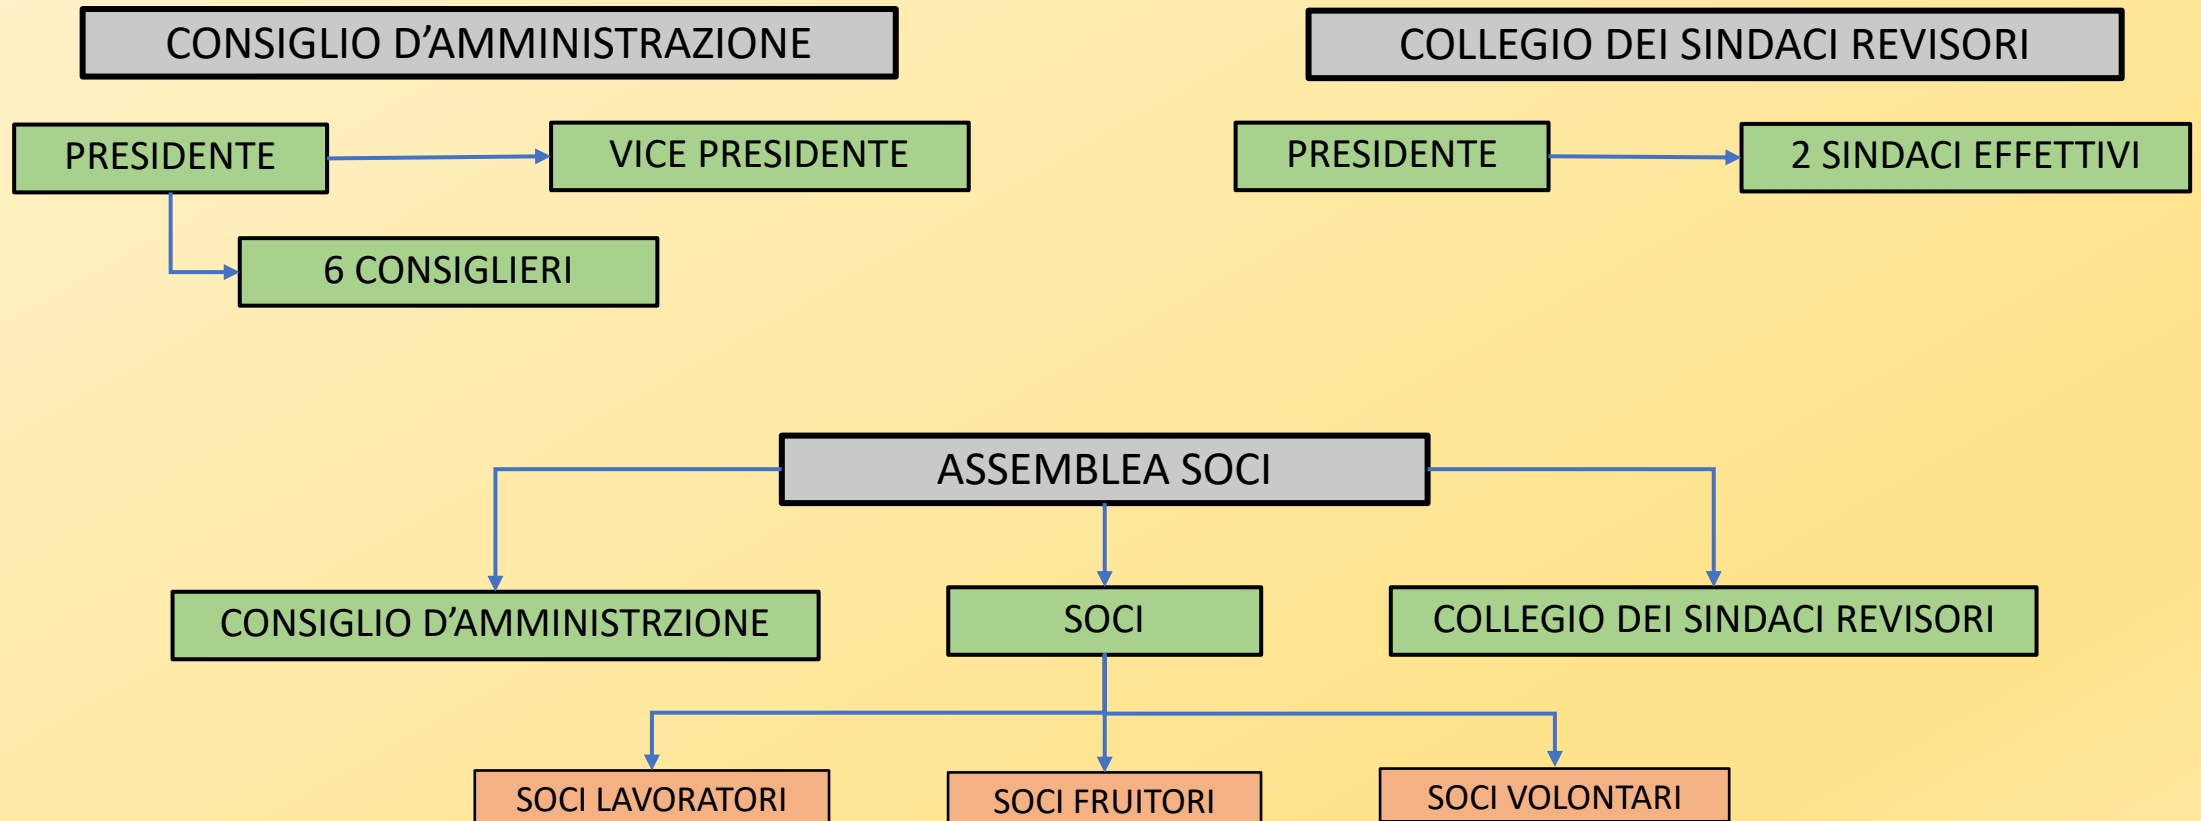 CONSIGLIO D’AMMINISTRAZIONE
COLLEGIO DEI SINDACI REVISORI
PRESIDENTE
VICE PRESIDENTE
PRESIDENTE
2 SINDACI EFFETTIVI
6 CONSIGLIERI
ASSEMBLEA SOCI
CONSIGLIO D’AMMINISTRZIONE
SOCI
COLLEGIO DEI SINDACI REVISORI
SOCI LAVORATORI
SOCI FRUITORI
SOCI VOLONTARI